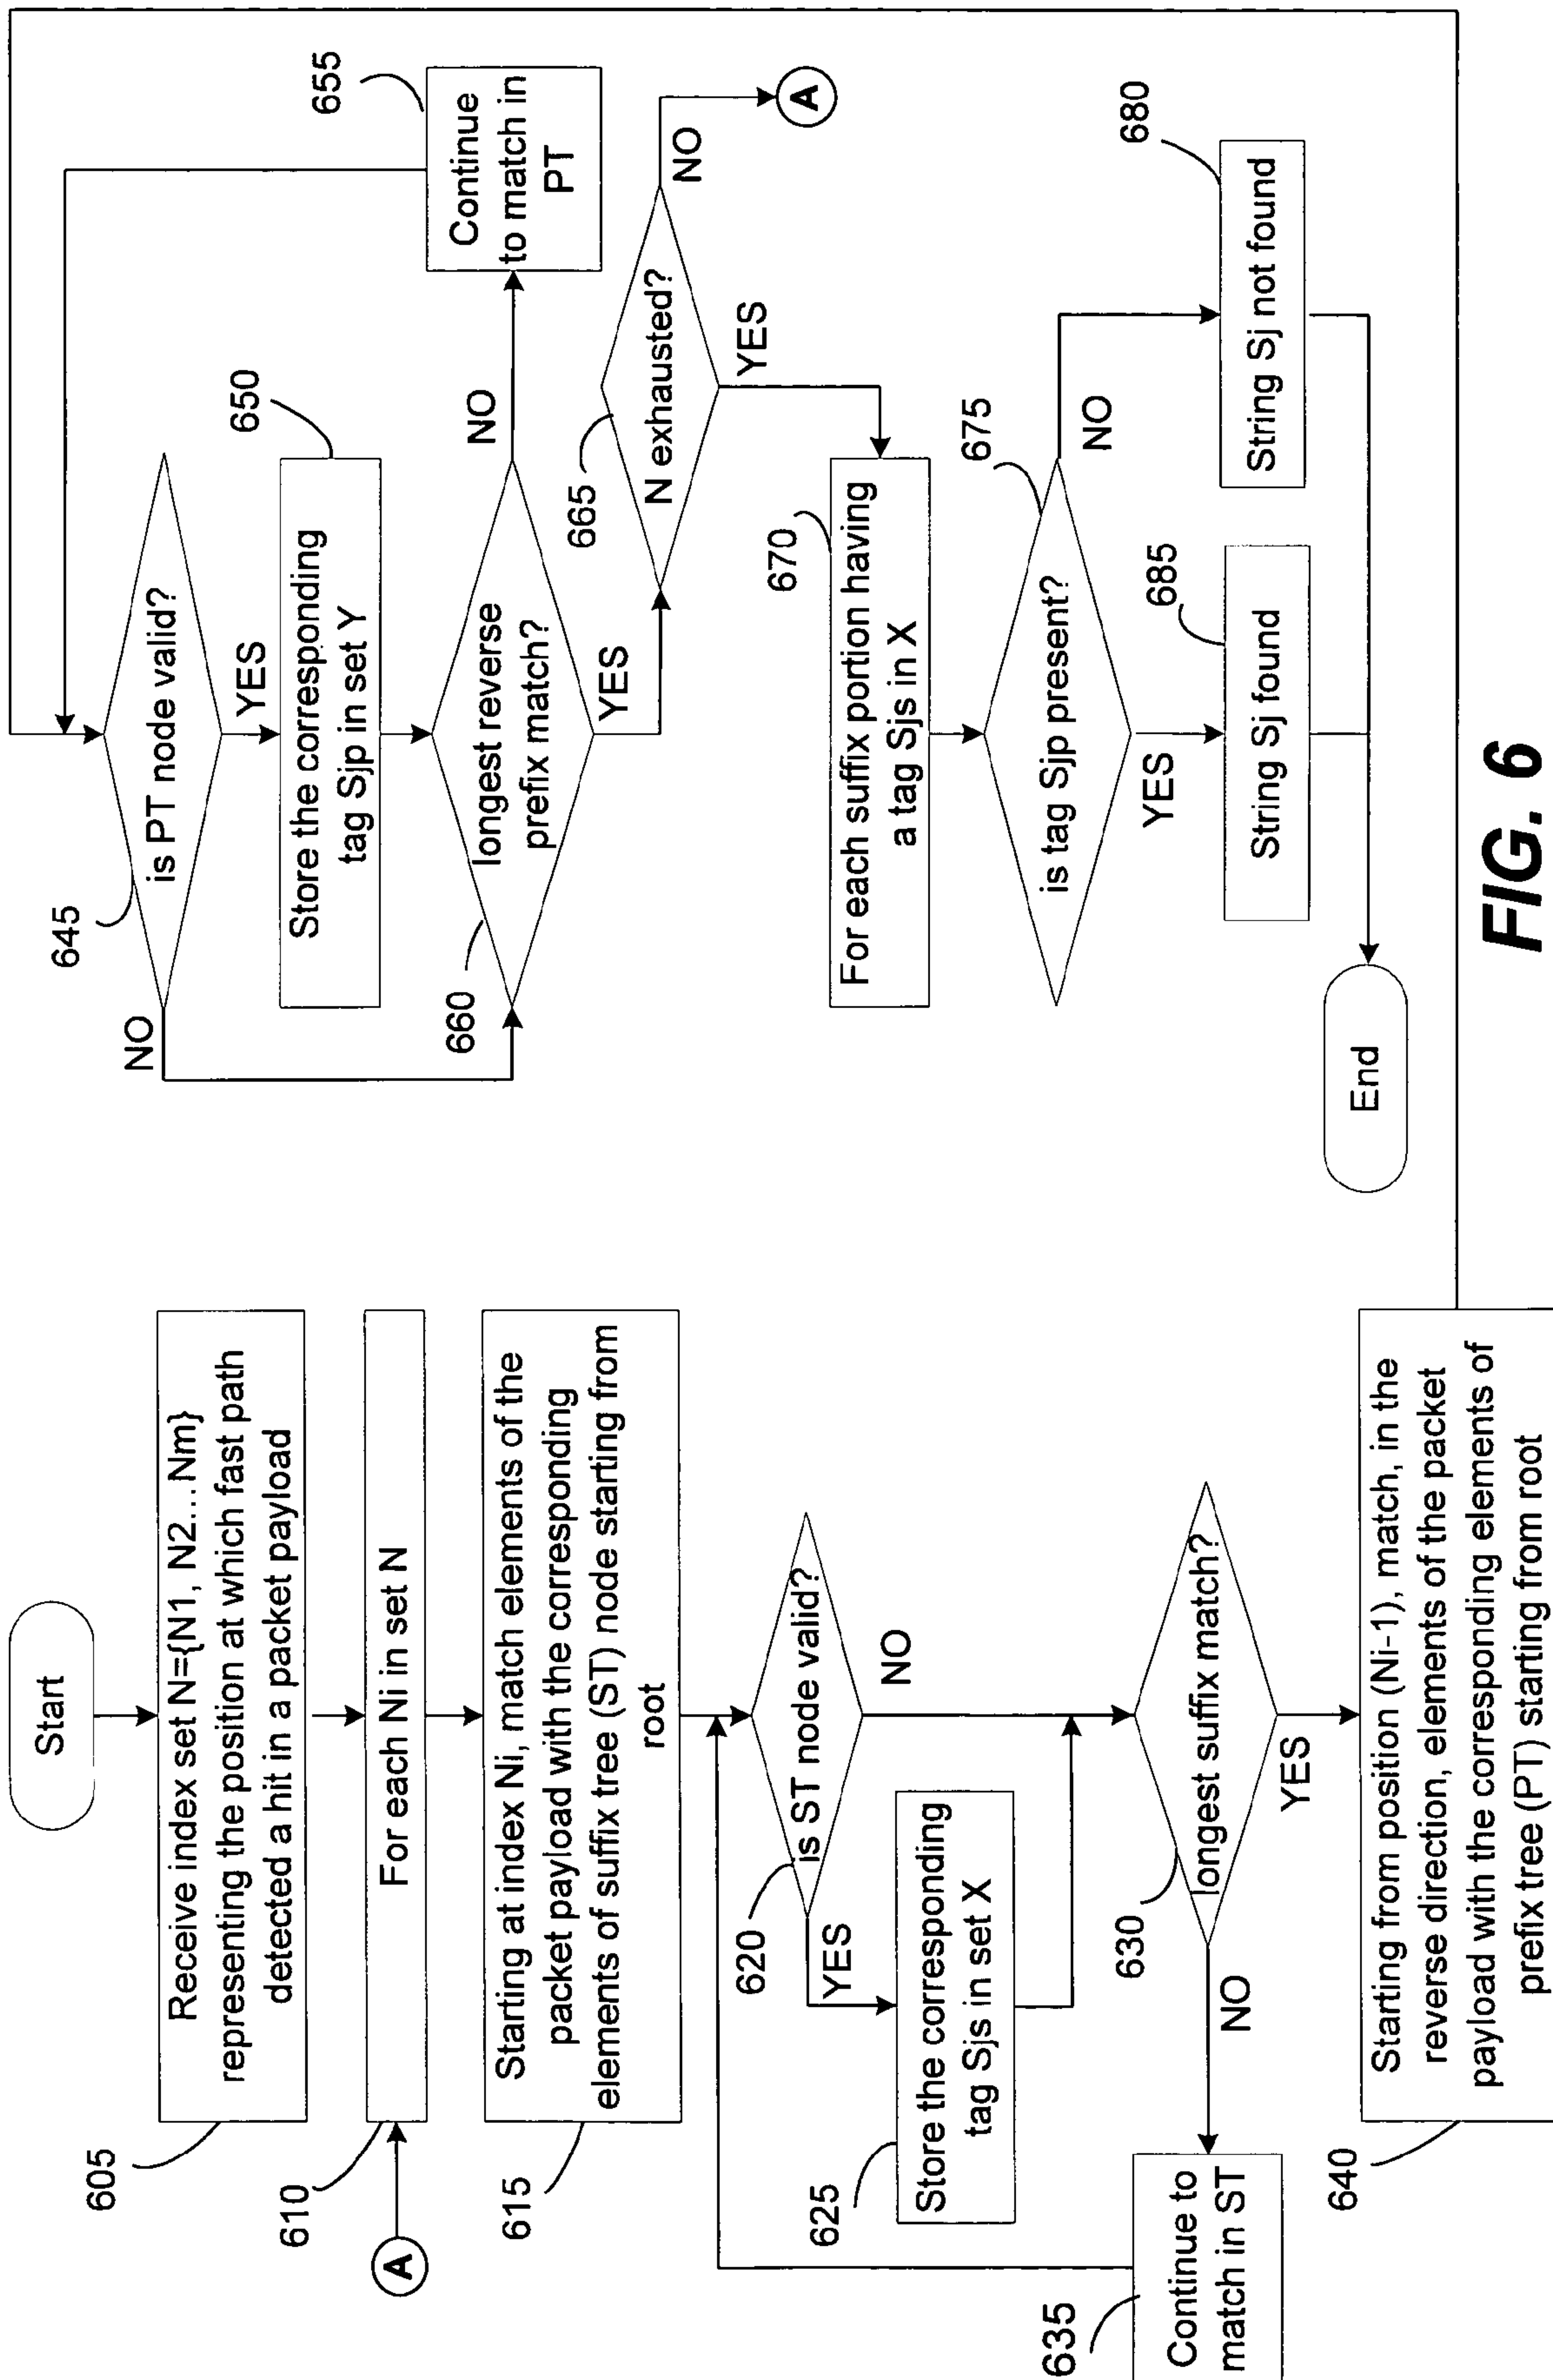 Start
605
Receive index set N={N1, N2...Nm}
representing the position at which fast path
detected a hit in a packet payload
610
For each Ni in set N
A
615
Starting at index Ni, match elements of the
packet payload with the corresponding
elements of suffix tree (ST) node starting from
root
620
is ST node valid?
YES
NO
625
Store the corresponding
tag Sjs in set X
630
longest suffix match?
NO
YES
635
Continue to
match in ST
640
Starting from position (Ni-1), match, in the
reverse direction, elements of the packet
payload with the corresponding elements of
prefix tree (PT) starting from root
645
is PT node valid?
NO
YES
650
Store the corresponding
tag Sjp in set Y
655
Continue
to match in
PT
660
longest reverse
prefix match?
NO
YES
665
N exhausted?
NO
A
YES
670
For each suffix portion having
a tag Sjs in X
675
is tag Sjp present?
NO
YES
680
String Sj not found
685
String Sj found
End
FIG. 6